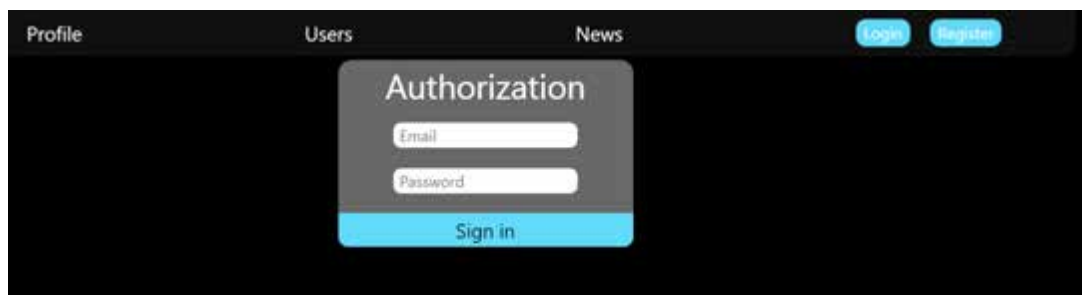 Profile Users News Login Register
Authorization
Email
Password
Sign in